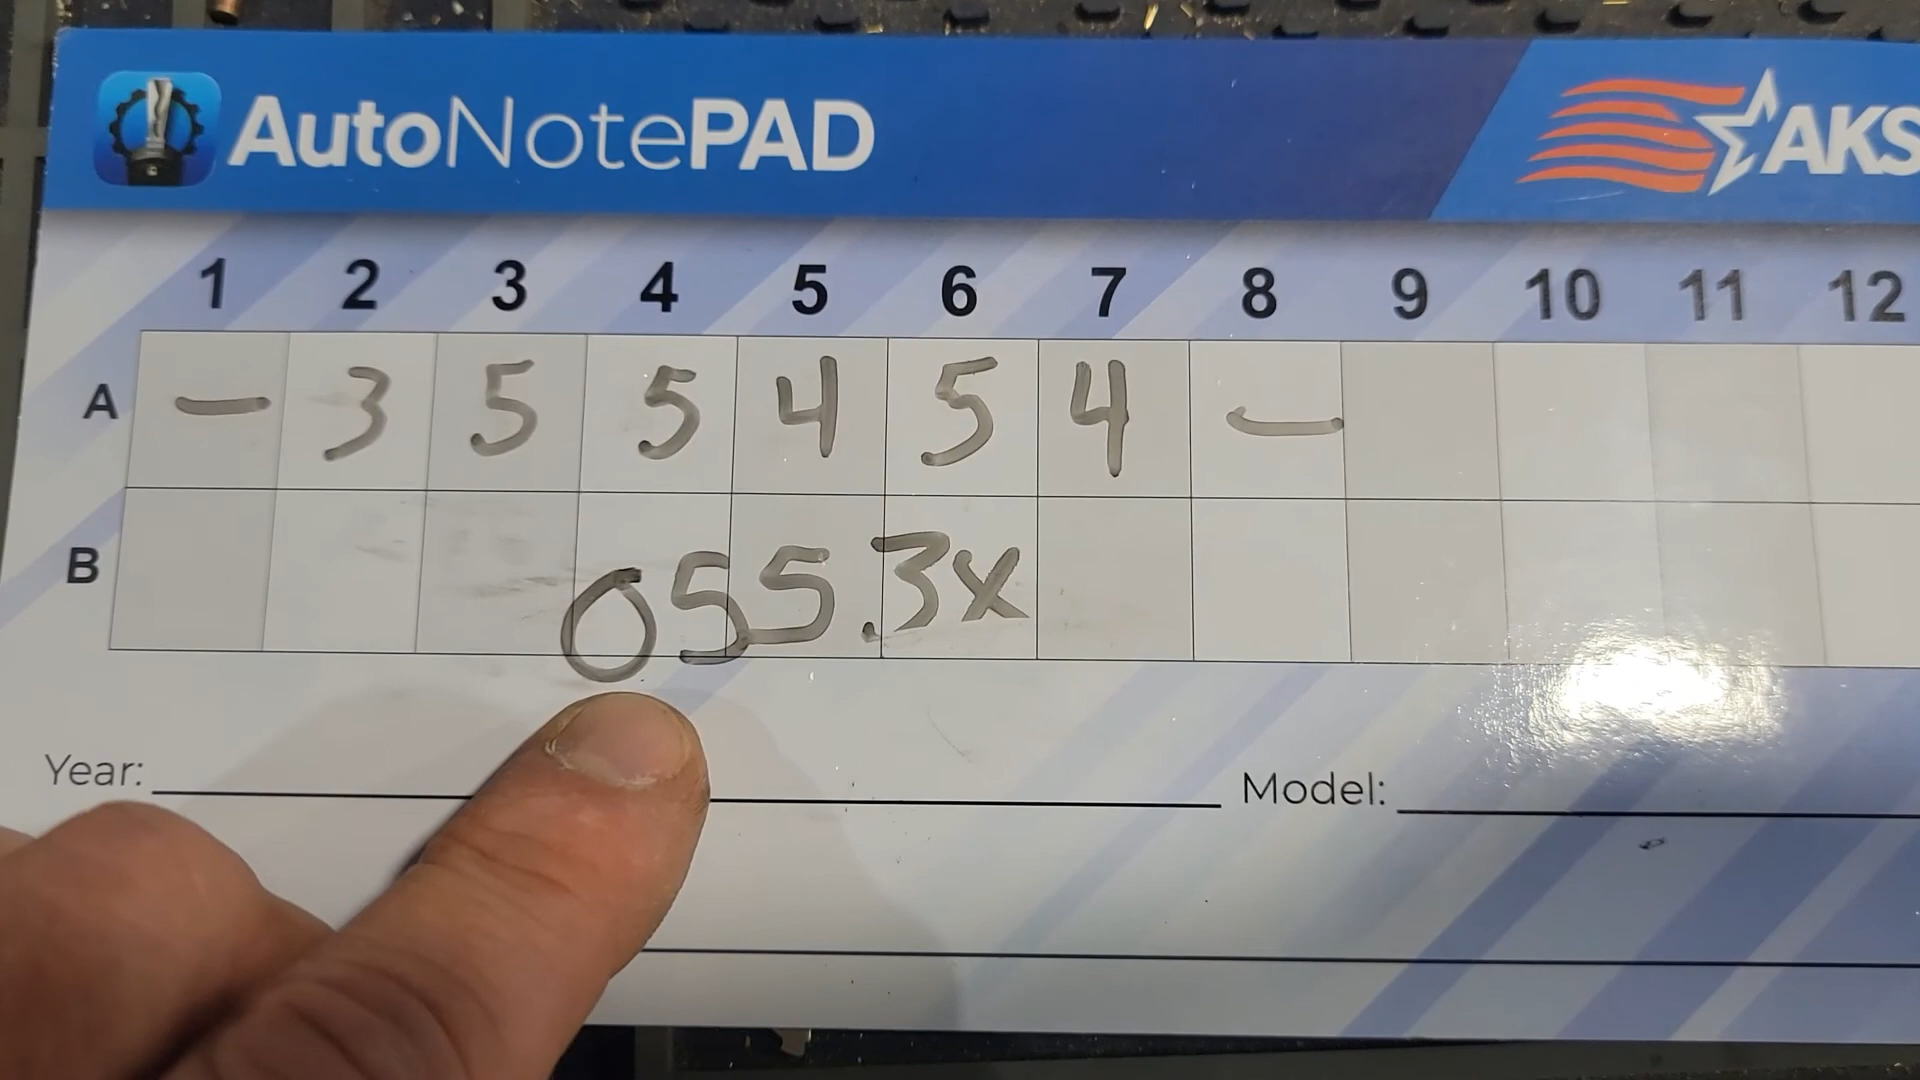 AutoNotePAD AKS
1 2 3 4 5 6 7 8 9 10 11 12
A - 3 5 5 4 5 4 -
B 055.3x
Year: Model: